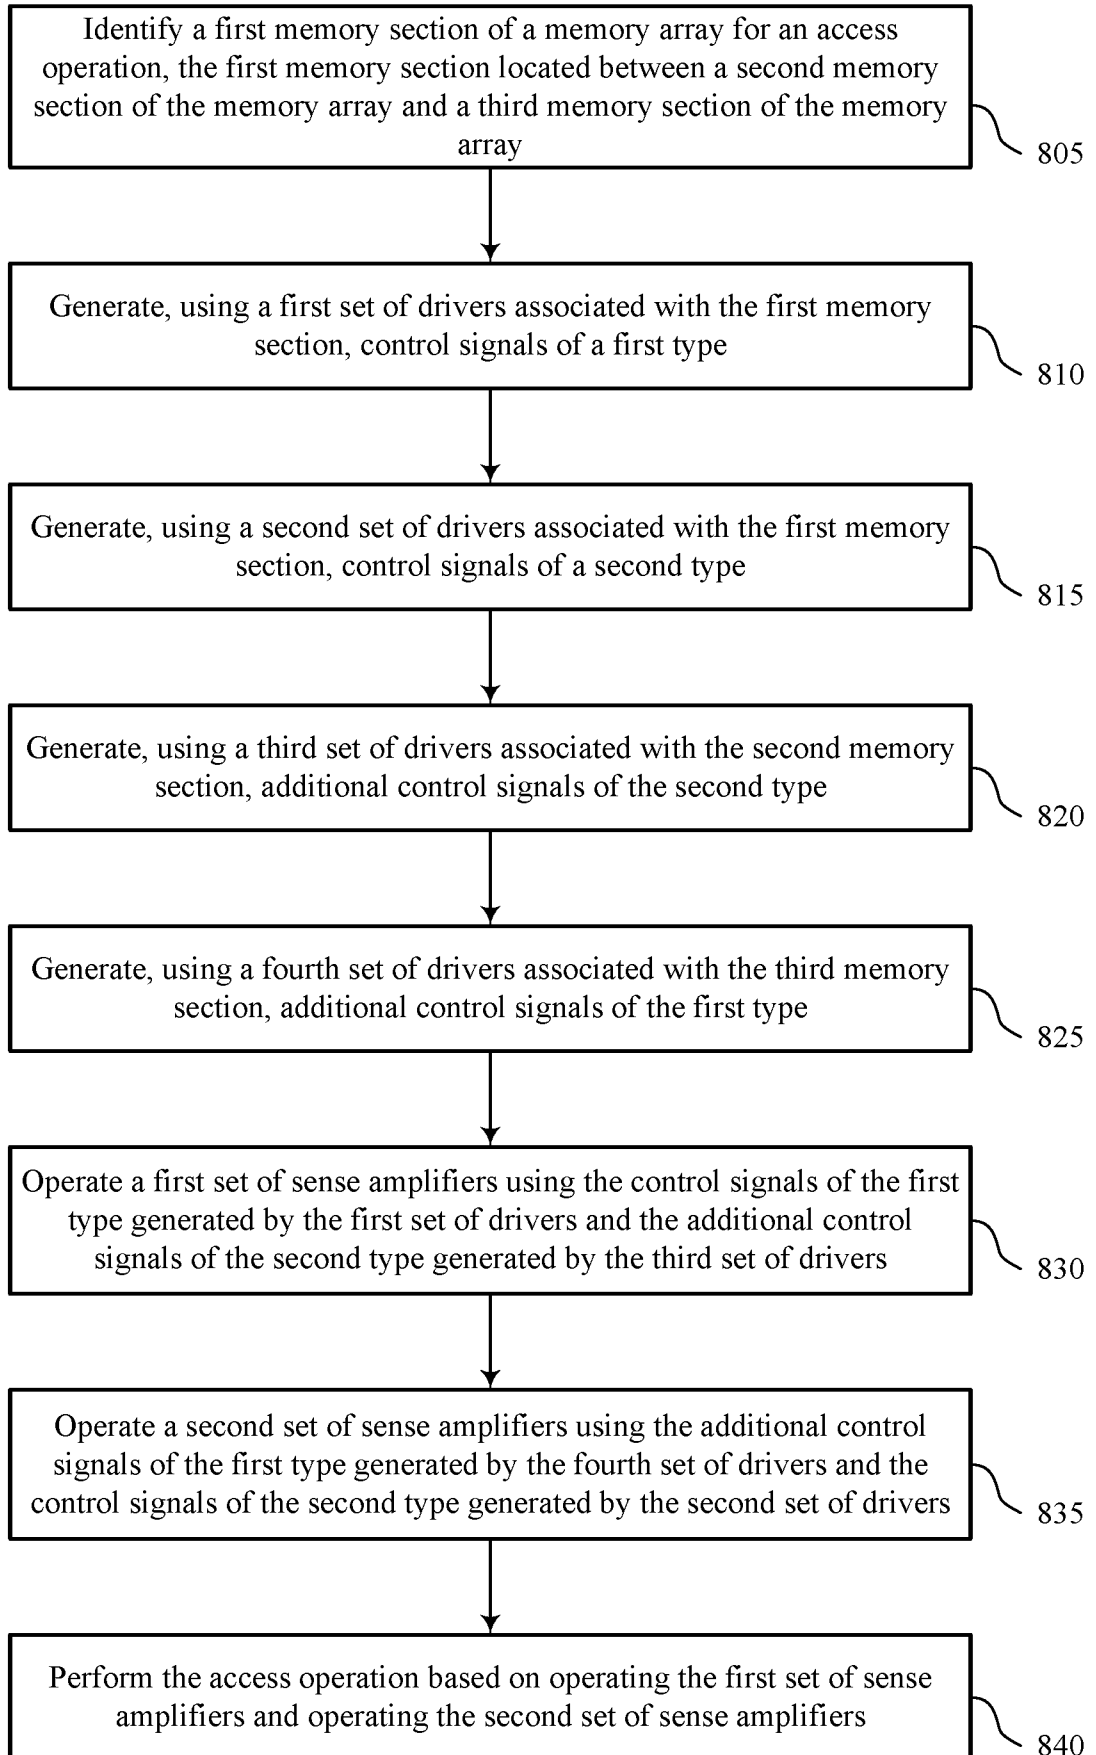 Identify a first memory section of a memory array for an access
operation, the first memory section located between a second memory
section of the memory array and a third memory section of the memory
array
805
Generate, using a first set of drivers associated with the first memory
section, control signals of a first type
810
Generate, using a second set of drivers associated with the first memory
section, control signals of a second type
815
Generate, using a third set of drivers associated with the second memory
section, additional control signals of the second type
820
Generate, using a fourth set of drivers associated with the third memory
section, additional control signals of the first type
825
Operate a first set of sense amplifiers using the control signals of the first
type generated by the first set of drivers and the additional control
signals of the second type generated by the third set of drivers
830
Operate a second set of sense amplifiers using the additional control
signals of the first type generated by the fourth set of drivers and the
control signals of the second type generated by the second set of drivers
835
Perform the access operation based on operating the first set of sense
amplifiers and operating the second set of sense amplifiers
840